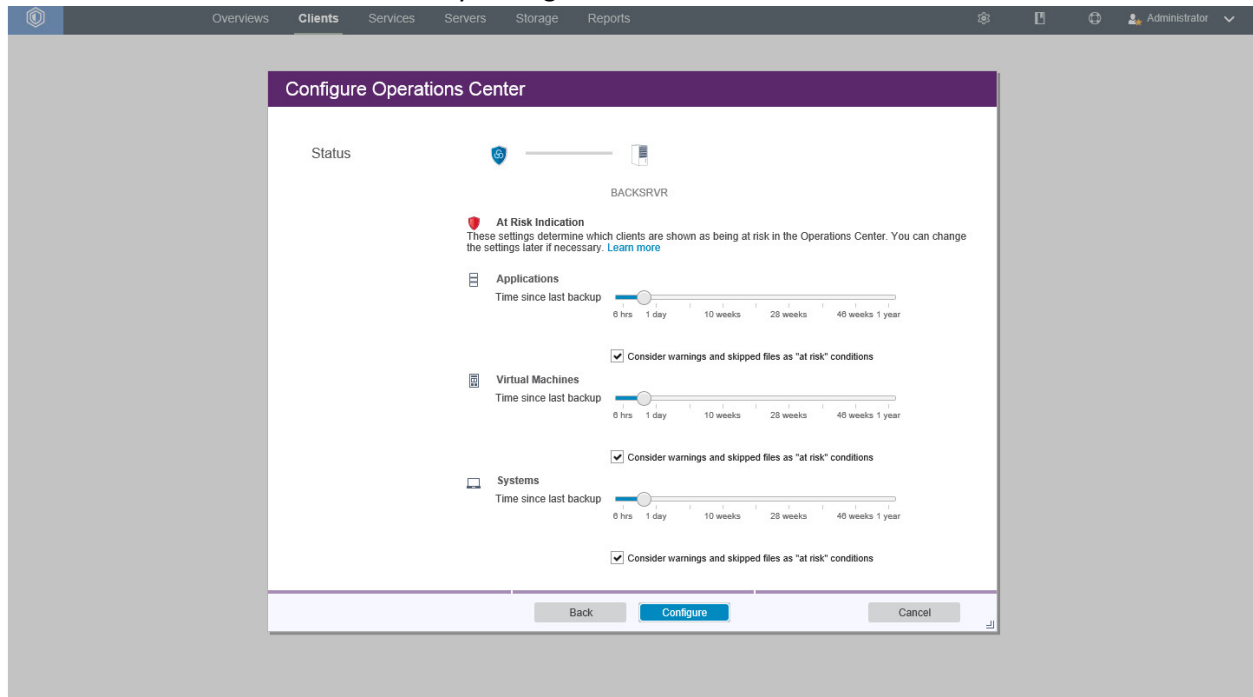 Overviews Clients Services Servers Storage Reports Administrator
Configure Operations Center
Status
BACKSRVR
At Risk Indication
These settings determine which clients are shown as being at risk in the Operations Center. You can change
the settings later if necessary. Learn more
Applications
Time since last backup
6 hrs 1 day 10 weeks 28 weeks 46 weeks 1 year
Consider warnings and skipped files as "at risk" conditions
Virtual Machines
Time since last backup
6 hrs 1 day 10 weeks 28 weeks 46 weeks 1 year
Consider warnings and skipped files as "at risk" conditions
Systems
Time since last backup
6 hrs 1 day 10 weeks 28 weeks 46 weeks 1 year
Consider warnings and skipped files as "at risk" conditions
Back Configure Cancel